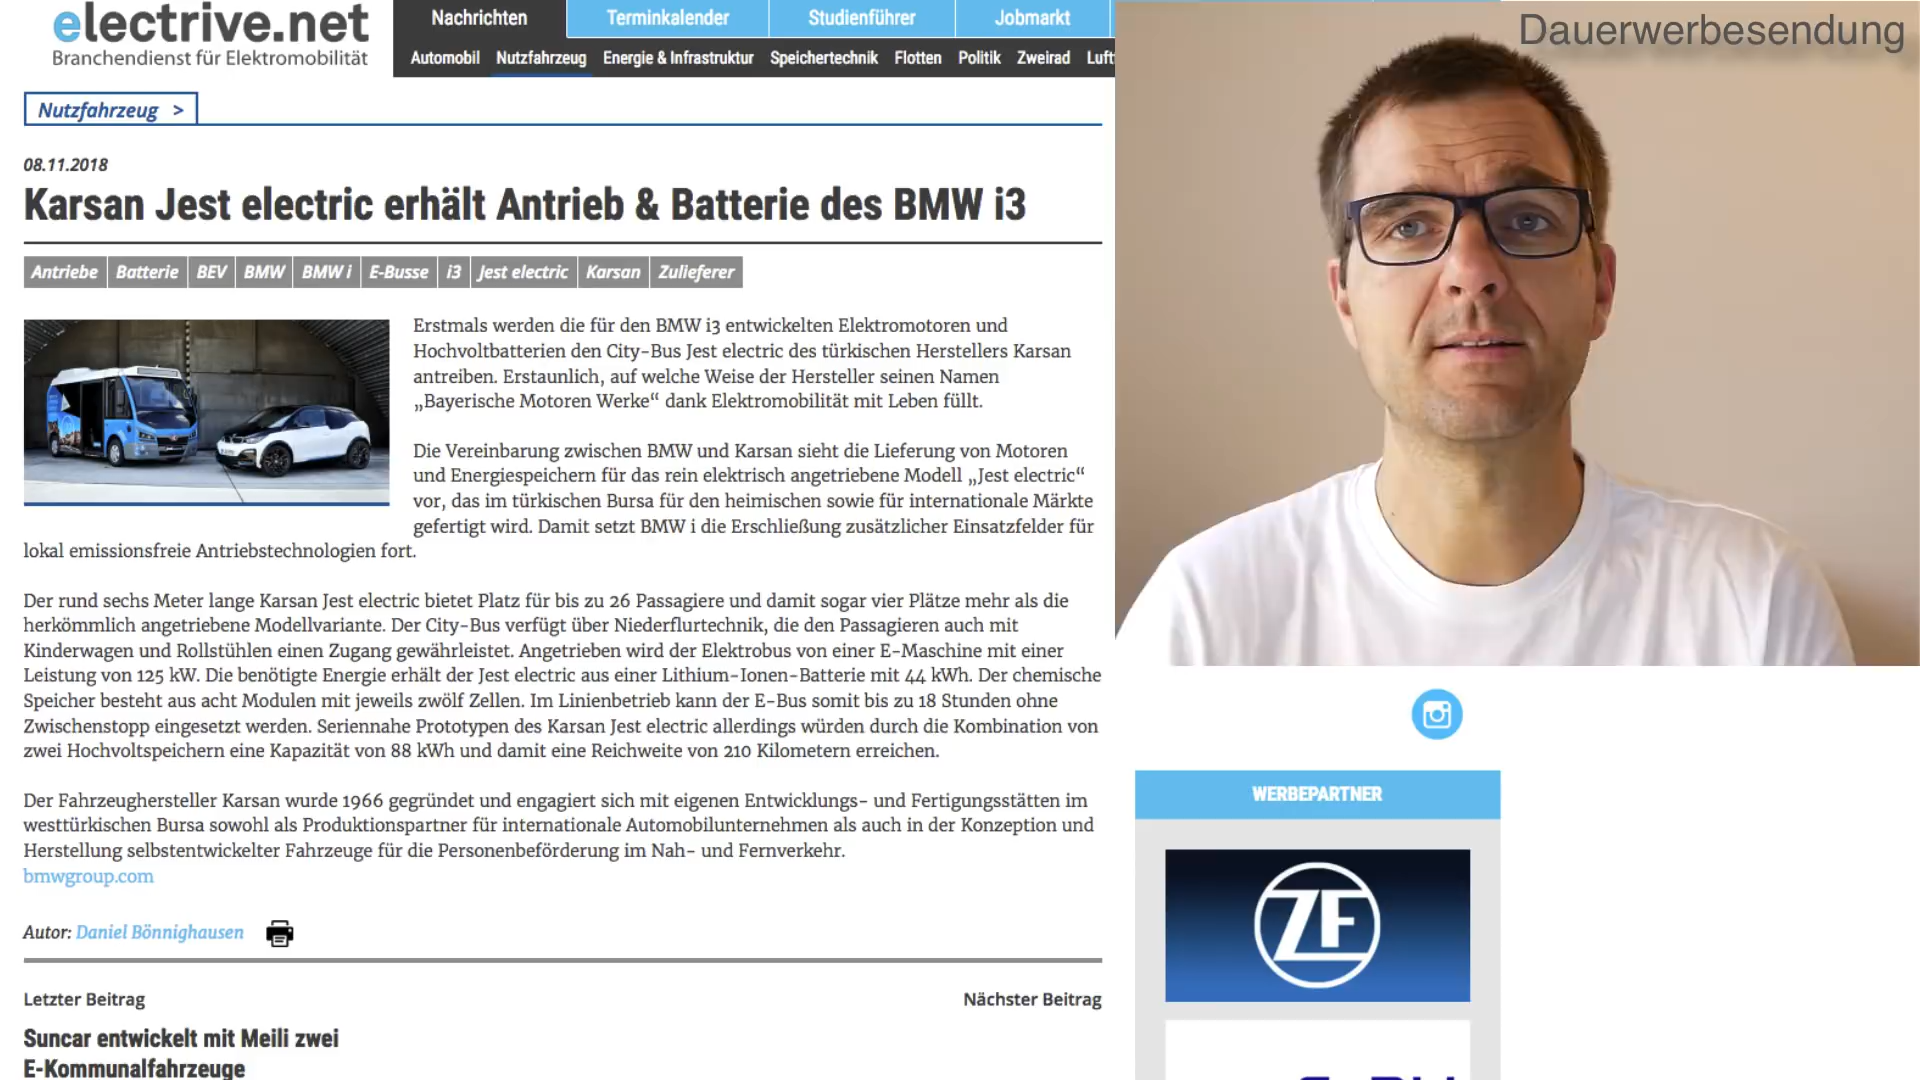 electrive.net
Branchendienst für Elektromobilität
Nachrichten
Terminkalender
Studienführer
Jobmarkt
Automobil Nutzfahrzeug Energie & Infrastruktur Speichertechnik Flotten Politik Zweirad Luft
Dauerwerbesendung
Nutzfahrzeug >
08.11.2018
Karsan Jest electric erhält Antrieb & Batterie des BMW i3
Antriebe Batterie BEV BMW BMW i E-Busse i3 Jest electric Karsan Zulieferer
Erstmals werden die für den BMW i3 entwickelten Elektromotoren und
Hochvoltbatterien den City-Bus Jest electric des türkischen Herstellers Karsan
antreiben. Erstaunlich, auf welche Weise der Hersteller seinen Namen
„Bayerische Motoren Werke“ dank Elektromobilität mit Leben füllt.
Die Vereinbarung zwischen BMW und Karsan sieht die Lieferung von Motoren
und Energiespeichern für das rein elektrisch angetriebene Modell „Jest electric“
vor, das im türkischen Bursa für den heimischen sowie für internationale Märkte
gefertigt wird. Damit setzt BMW i die Erschließung zusätzlicher Einsatzfelder für
lokal emissionsfreie Antriebstechnologien fort.
Der rund sechs Meter lange Karsan Jest electric bietet Platz für bis zu 26 Passagiere und damit sogar vier Plätze mehr als die
herkömmlich angetriebene Modellvariante. Der City-Bus verfügt über Niederflurtechnik, die den Passagieren auch mit
Kinderwagen und Rollstühlen einen Zugang gewährleistet. Angetrieben wird der Elektrobus von einer E-Maschine mit einer
Leistung von 125 kW. Die benötigte Energie erhält der Jest electric aus einer Lithium-Ionen-Batterie mit 44 kWh. Der chemische
Speicher besteht aus acht Modulen mit jeweils zwölf Zellen. Im Linienbetrieb kann der E-Bus somit bis zu 18 Stunden ohne
Zwischenstopp eingesetzt werden. Seriennahe Prototypen des Karsan Jest electric allerdings würden durch die Kombination von
zwei Hochvoltspeichern eine Kapazität von 88 kWh und damit eine Reichweite von 210 Kilometern erreichen.
Der Fahrzeughersteller Karsan wurde 1966 gegründet und engagiert sich mit eigenen Entwicklungs- und Fertigungsstätten im
westtürkischen Bursa sowohl als Produktionspartner für internationale Automobilunternehmen als auch in der Konzeption und
Herstellung selbstentwickelter Fahrzeuge für die Personenbeförderung im Nah- und Fernverkehr.
bmwgroup.com
Autor: Daniel Bönnighausen
Letzter Beitrag
Nächster Beitrag
Suncar entwickelt mit Meili zwei
E-Kommunalfahrzeuge
WERBEPARTNER
ZF